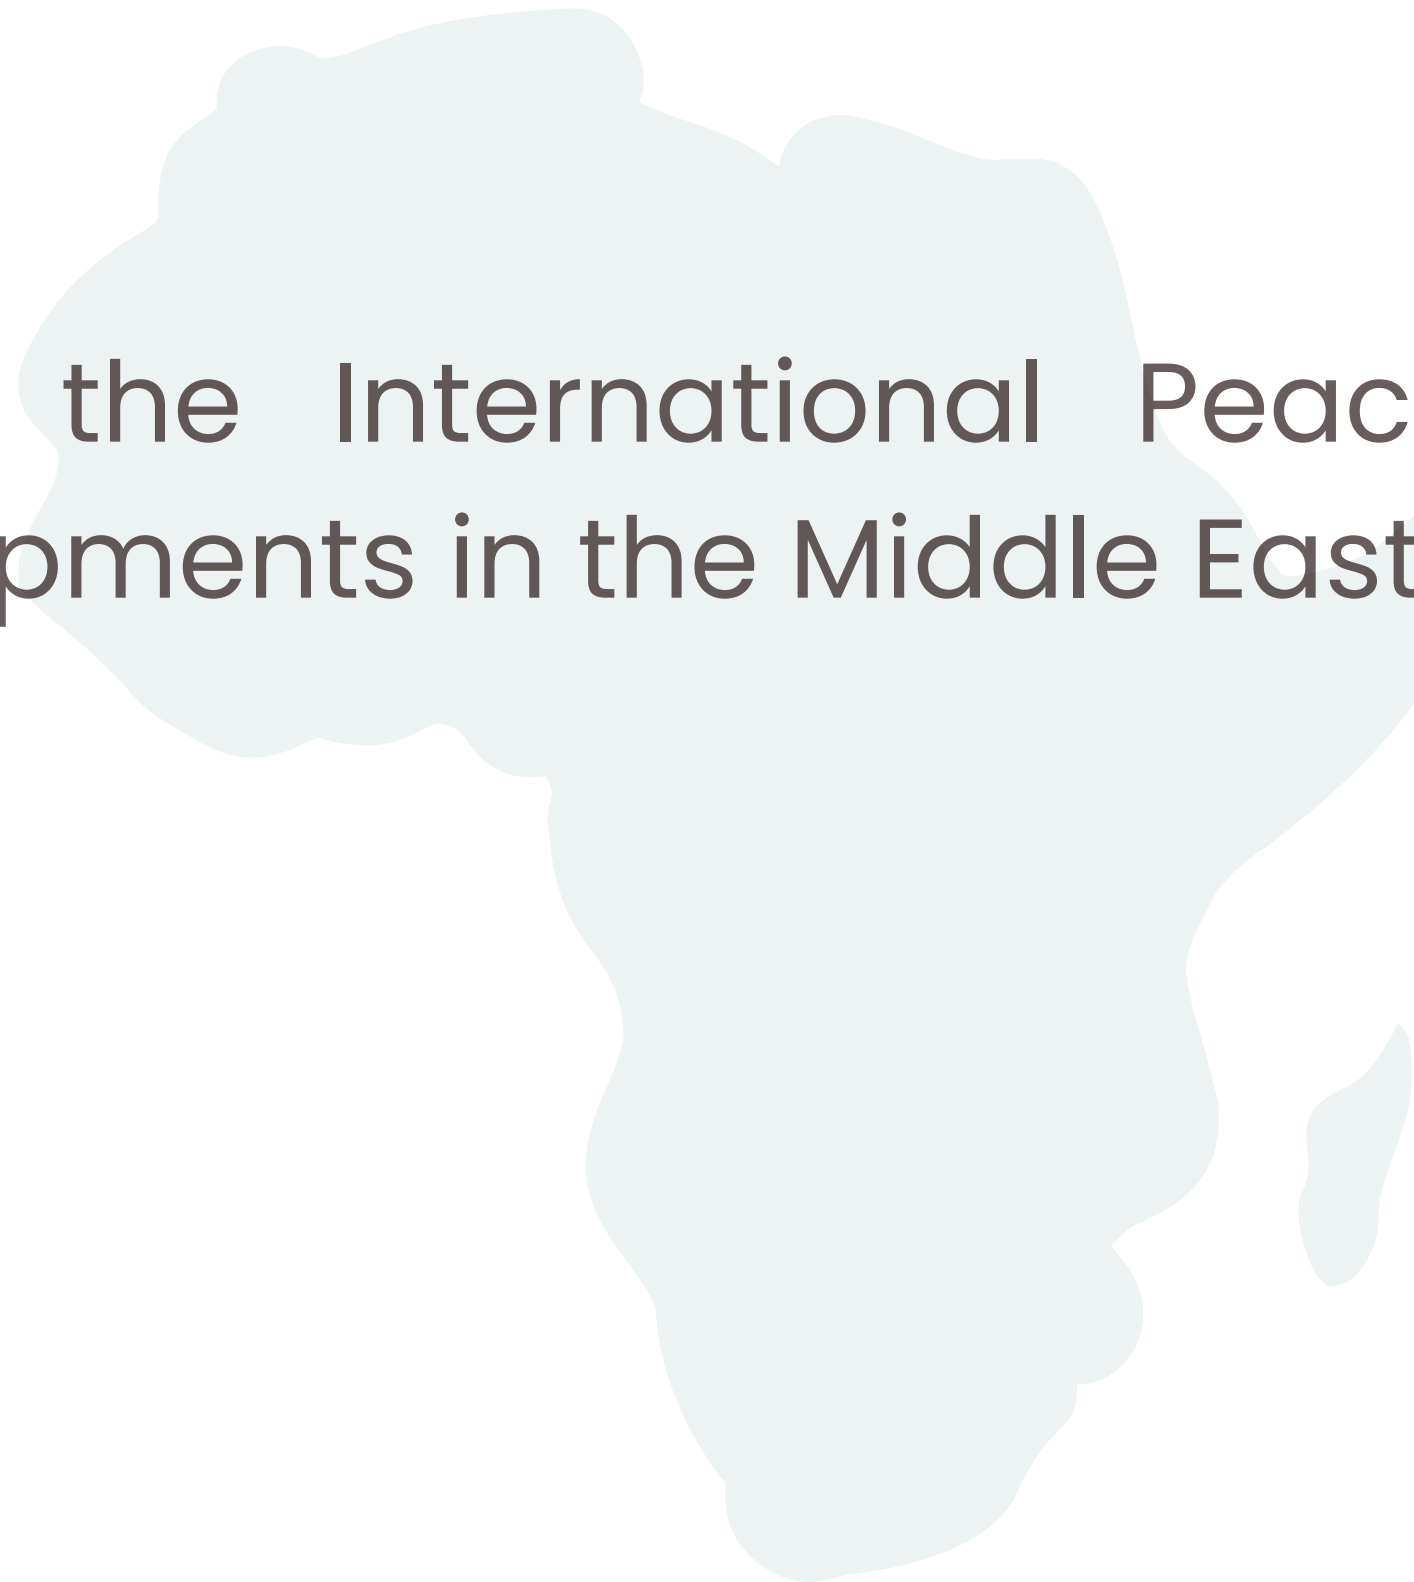 the International Peac
pments in the Middle East